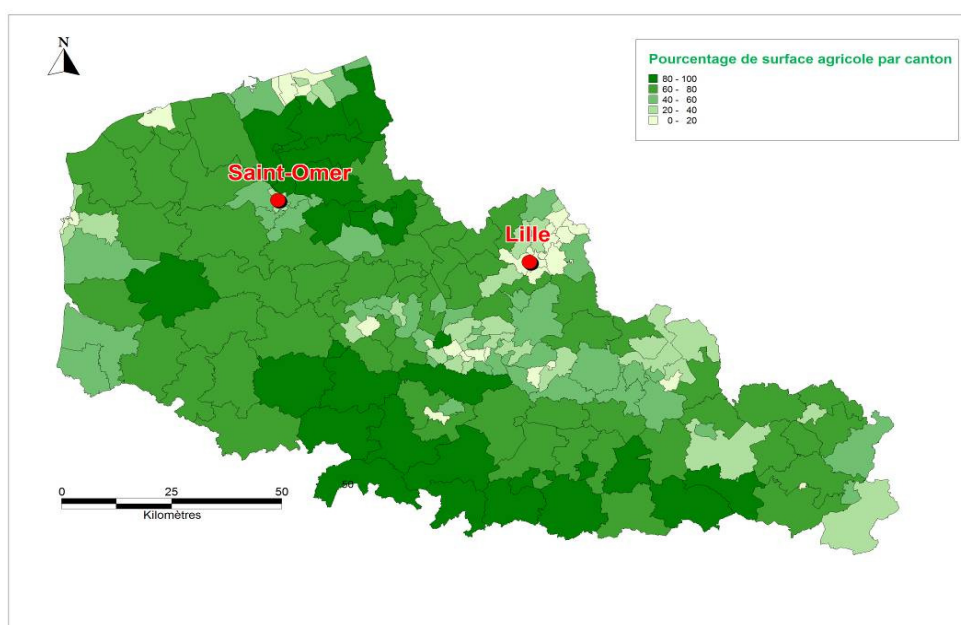 N
Pourcentage de surface agricole par canton
80 - 100
60 - 80
40 - 60
20 - 40
0 - 20
Saint-Omer
Lille
50
0 25 50
Kilomètres